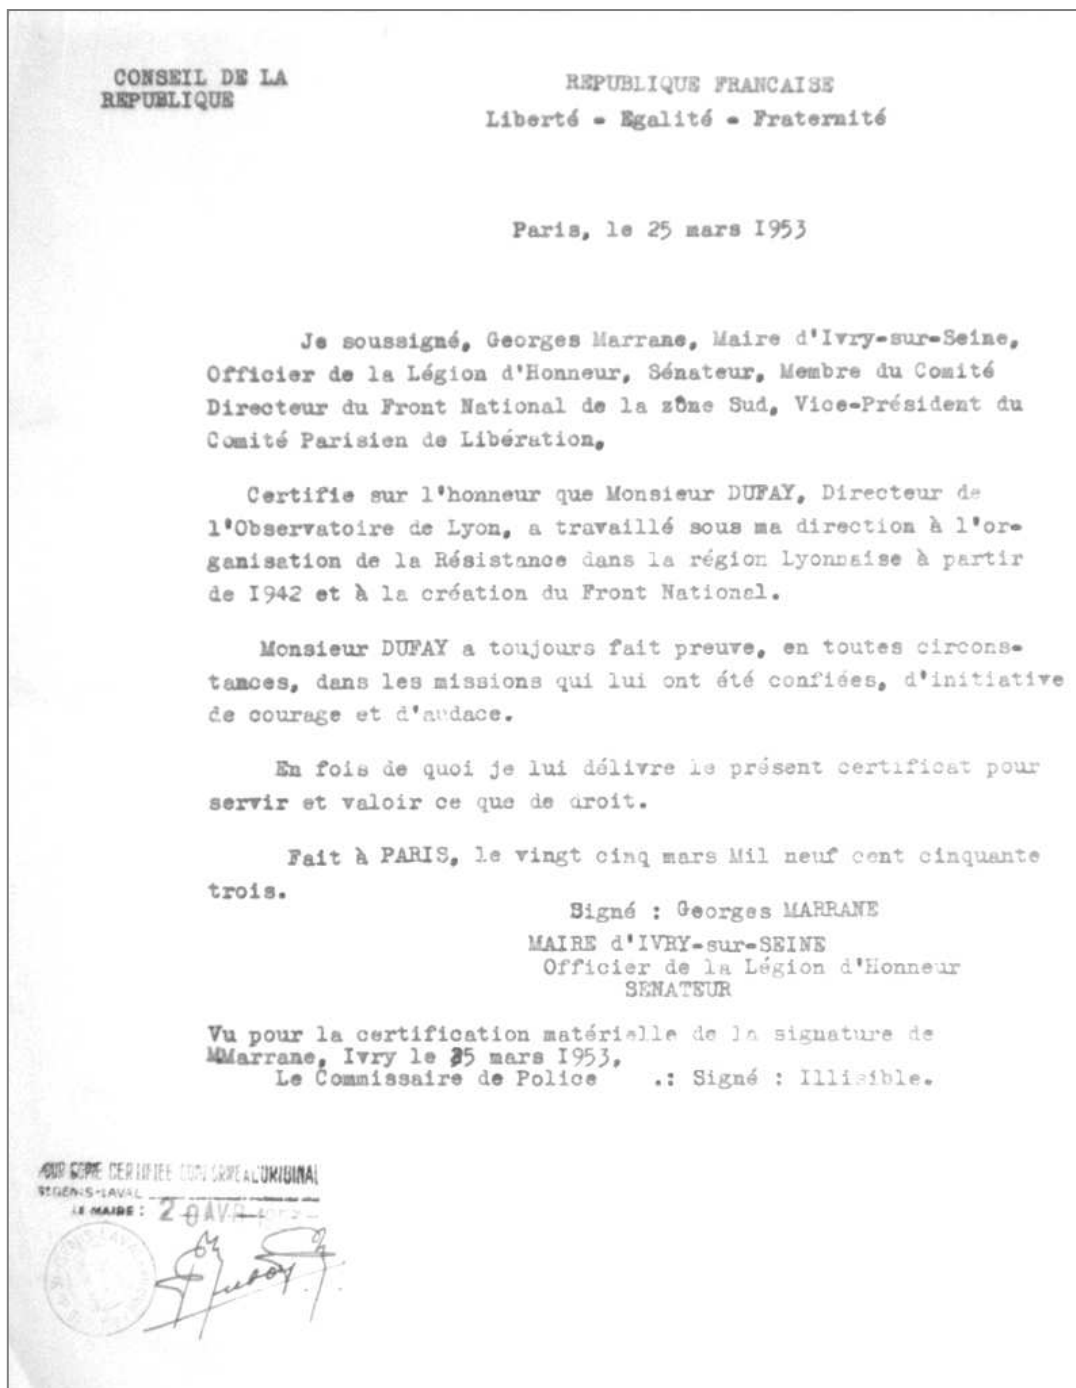 CONSEIL DE LA
REPUBLIQUE
REPUBLIQUE FRANCAISE
Liberté - Egalité - Fraternité
Paris, le 25 mars I953
Je soussigné, Georges Marrane, Maire d'Ivry-sur-Seine,
Officier de la Légion d'Honneur, Sénateur, Membre du Comité
Directeur du Front National de la zône Sud, Vice-Président du
Comité Parisien de Libération,
Certifie sur l'honneur que Monsieur DUFAY, Directeur de
l'Observatoire de Lyon, a travaillé sous ma direction à l'or-
ganisation de la Résistance dans la région Lyonnaise à partir
de I942 et à la création du Front National.
Monsieur DUFAY a toujours fait preuve, en toutes circons-
tances, dans les missions qui lui ont été confiées, d'initiative
de courage et d'audace.
En fois de quoi je lui délivre le présent certificat pour
servir et valoir ce que de droit.
Fait à PARIS, le vingt cinq mars Mil neuf cent cinquante
trois.
Signé : Georges MARRANE
MAIRE d'IVRY-sur-SEINE
Officier de la Légion d'Honneur
SENATEUR
Vu pour la certification matérielle de la signature de
MMarrane, Ivry le 25 mars I953,
Le Commissaire de Police .: Signé : Illisible.
POUR COPIE CERTIFIEE CONFORME A L'ORIGINAL
ST GENIS-LAVAL
LE MAIRE : 20 AVR